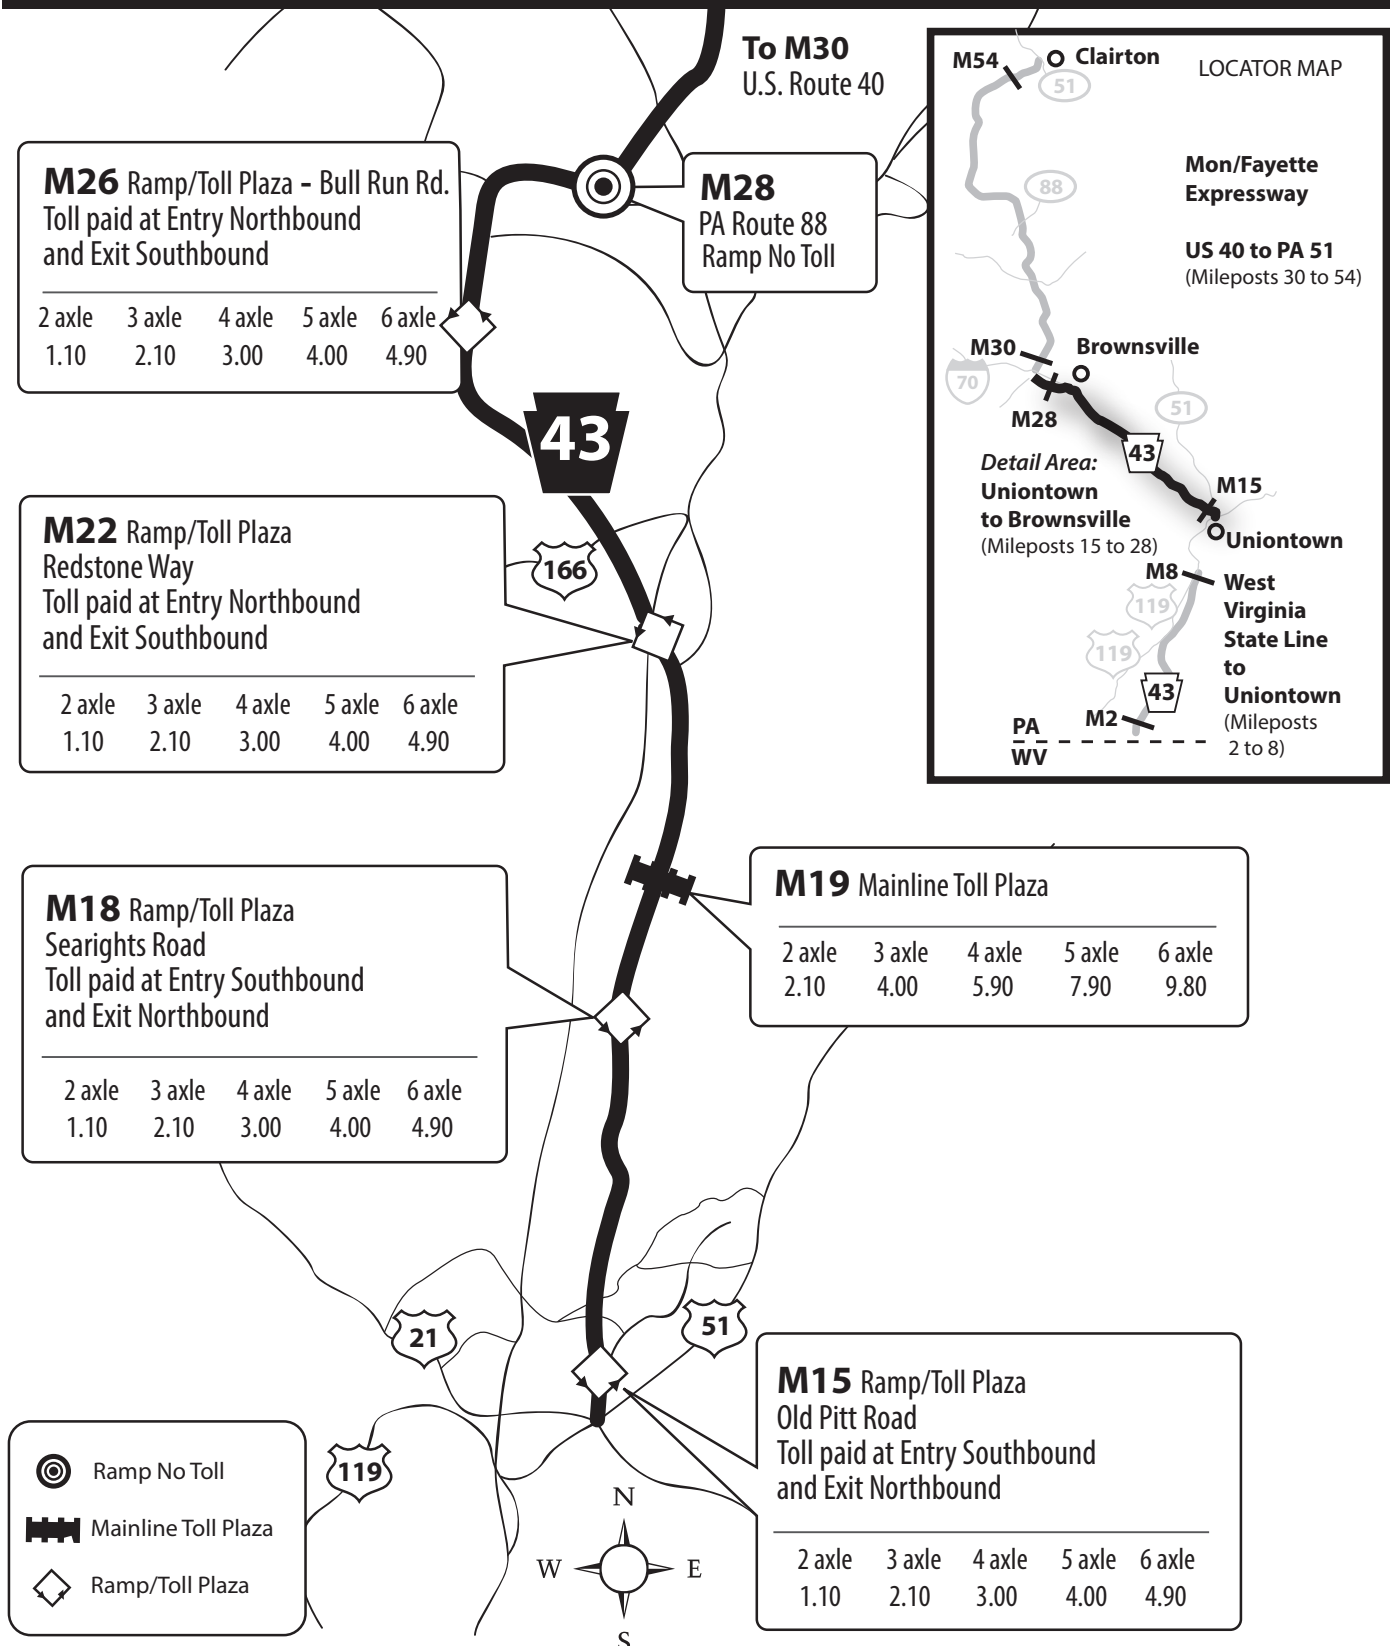 To M30
U.S. Route 40
M26 Ramp/Toll Plaza - Bull Run Rd.
Toll paid at Entry Northbound
and Exit Southbound
2 axle 3 axle 4 axle 5 axle 6 axle
1.10 2.10 3.00 4.00 4.90
M28
PA Route 88
Ramp No Toll
43
M22 Ramp/Toll Plaza
Redstone Way
Toll paid at Entry Northbound
and Exit Southbound
2 axle 3 axle 4 axle 5 axle 6 axle
1.10 2.10 3.00 4.00 4.90
166
M18 Ramp/Toll Plaza
Searights Road
Toll paid at Entry Southbound
and Exit Northbound
2 axle 3 axle 4 axle 5 axle 6 axle
1.10 2.10 3.00 4.00 4.90
M19 Mainline Toll Plaza
2 axle 3 axle 4 axle 5 axle 6 axle
2.10 4.00 5.90 7.90 9.80
21
51
119
M15 Ramp/Toll Plaza
Old Pitt Road
Toll paid at Entry Southbound
and Exit Northbound
2 axle 3 axle 4 axle 5 axle 6 axle
1.10 2.10 3.00 4.00 4.90
Ramp No Toll
Mainline Toll Plaza
Ramp/Toll Plaza
N
W E
S
LOCATOR MAP
M54
Clairton
51
Mon/Fayette
Expressway
88
US 40 to PA 51
(Mileposts 30 to 54)
M30
Brownsville
70
M28
51
43
Detail Area:
Uniontown
to Brownsville
(Mileposts 15 to 28)
M15
Uniontown
M8
West
Virginia
State Line
to
Uniontown
(Mileposts
2 to 8)
119
119
43
M2
PA
WV